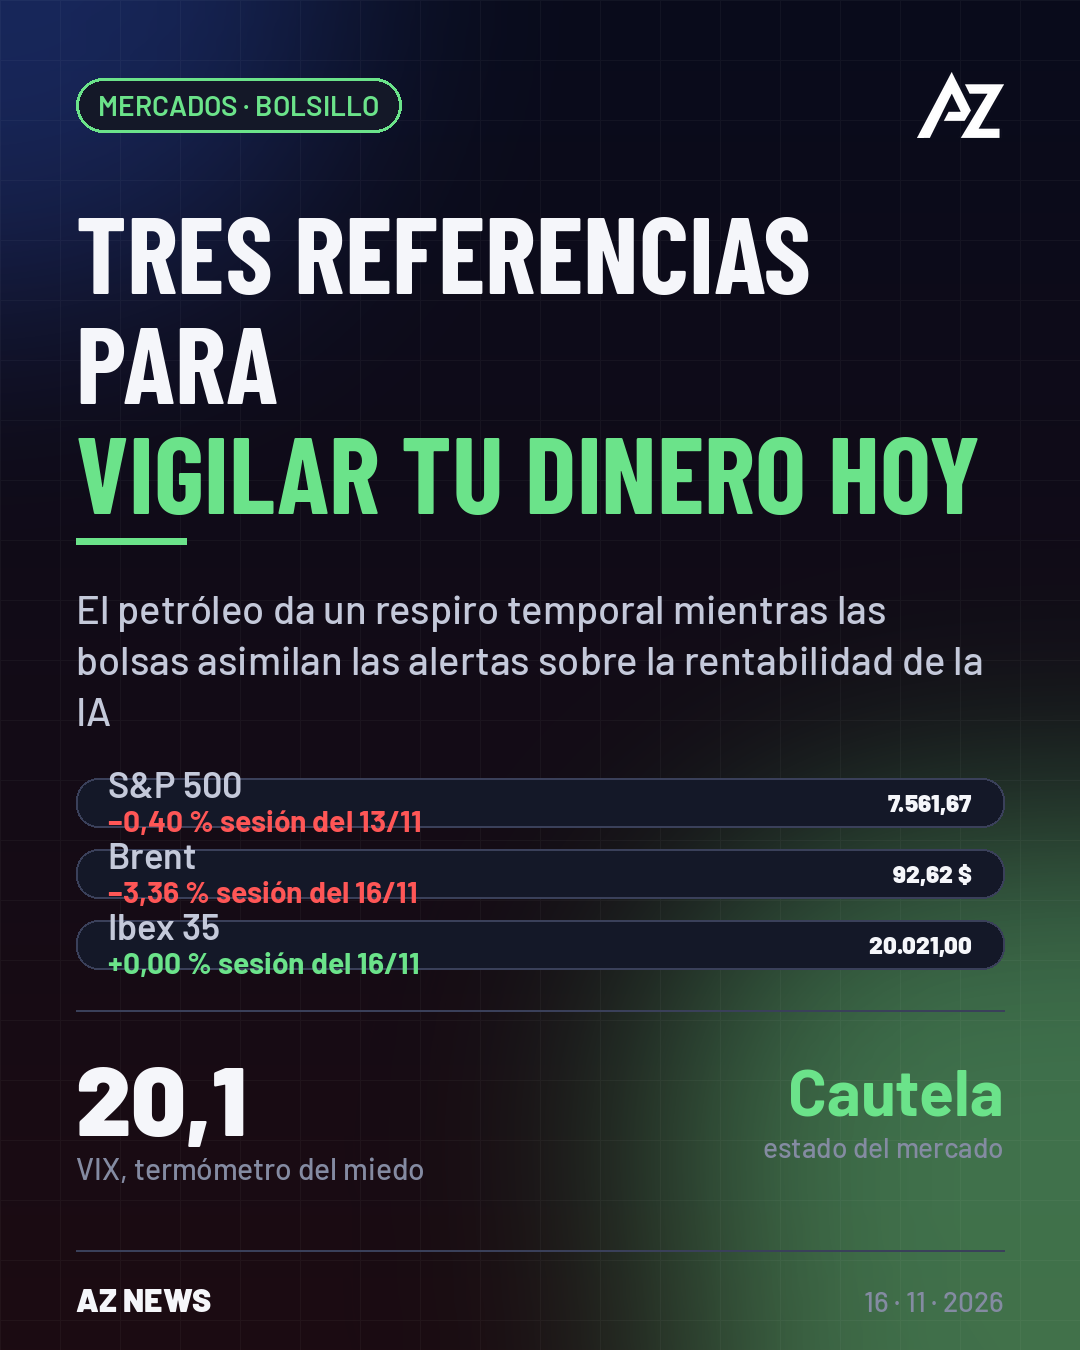 MERCADOS · BOLSILLO
AZ
TRES REFERENCIAS
PARA
VIGILAR TU DINERO HOY
El petróleo da un respiro temporal mientras las
bolsas asimilan las alertas sobre la rentabilidad de la
IA
S&P 500
7.561,67
−0,40 % sesión del 13/11
Brent
92,62 $
−3,36 % sesión del 16/11
Ibex 35
20.021,00
+0,00 % sesión del 16/11
20,1
VIX, termómetro del miedo
Cautela
estado del mercado
AZ NEWS
16 · 11 · 2026